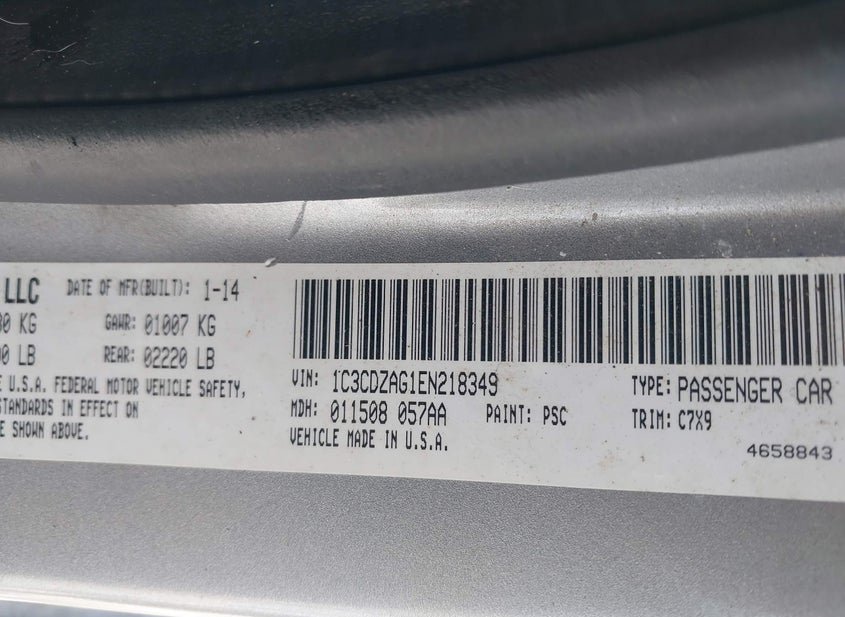 LLC DATE OF MFR(BUILT): 1-14
KG GAWR: 01007 KG
LB REAR: 02220 LB
U.S.A. FEDERAL MOTOR VEHICLE SAFETY,
STANDARDS IN EFFECT ON
SHOWN ABOVE.
VIN: 1C3CDZAG1EN218349 TYPE: PASSENGER CAR
MDH: 011508 057AA PAINT: PSC TRIM: C7X9
VEHICLE MADE IN U.S.A.
4658843